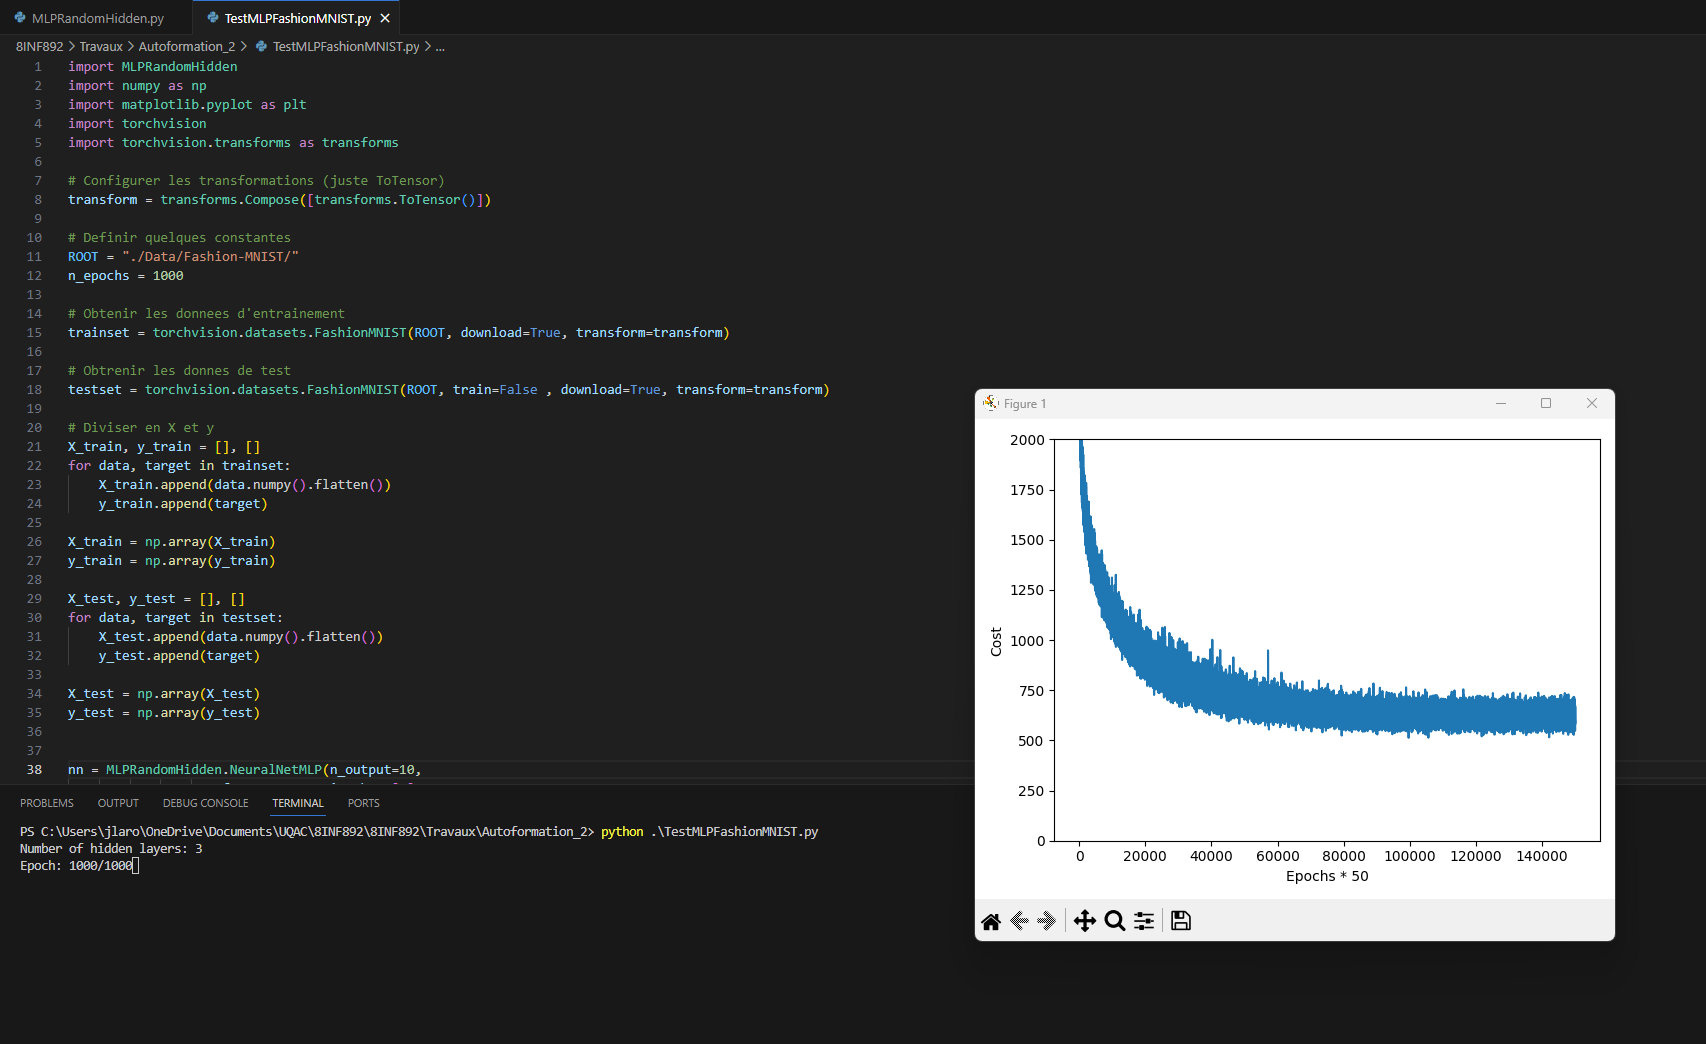 MLPRandomHidden.py
TestMLPFashionMNIST.py
8INF892 > Travaux > Autoformation_2 > TestMLPFashionMNIST.py > ...
1 import MLPRandomHidden
2 import numpy as np
3 import matplotlib.pyplot as plt
4 import torchvision
5 import torchvision.transforms as transforms
6
7 # Configurer les transformations (juste ToTensor)
8 transform = transforms.Compose([transforms.ToTensor()])
9
10 # Definir quelques constantes
11 ROOT = "./Data/Fashion-MNIST/"
12 n_epochs = 1000
13
14 # Obtenir les donnees d'entrainement
15 trainset = torchvision.datasets.FashionMNIST(ROOT, download=True, transform=transform)
16
17 # Obtrenir les donnes de test
18 testset = torchvision.datasets.FashionMNIST(ROOT, train=False , download=True, transform=transform)
19
20 # Diviser en X et y
21 X_train, y_train = [], []
22 for data, target in trainset:
23 X_train.append(data.numpy().flatten())
24 y_train.append(target)
25
26 X_train = np.array(X_train)
27 y_train = np.array(y_train)
28
29 X_test, y_test = [], []
30 for data, target in testset:
31 X_test.append(data.numpy().flatten())
32 y_test.append(target)
33
34 X_test = np.array(X_test)
35 y_test = np.array(y_test)
36
37
38 nn = MLPRandomHidden.NeuralNetMLP(n_output=10,
PROBLEMS OUTPUT DEBUG CONSOLE TERMINAL PORTS
PS C:\Users\jlaro\OneDrive\Documents\UQAC\8INF892\8INF892\Travaux\Autoformation_2> python .\TestMLPFashionMNIST.py
Number of hidden layers: 3
Epoch: 1000/1000
Figure 1
2000
1750
1500
1250
1000
750
500
250
0
Cost
0 20000 40000 60000 80000 100000 120000 140000
Epochs * 50